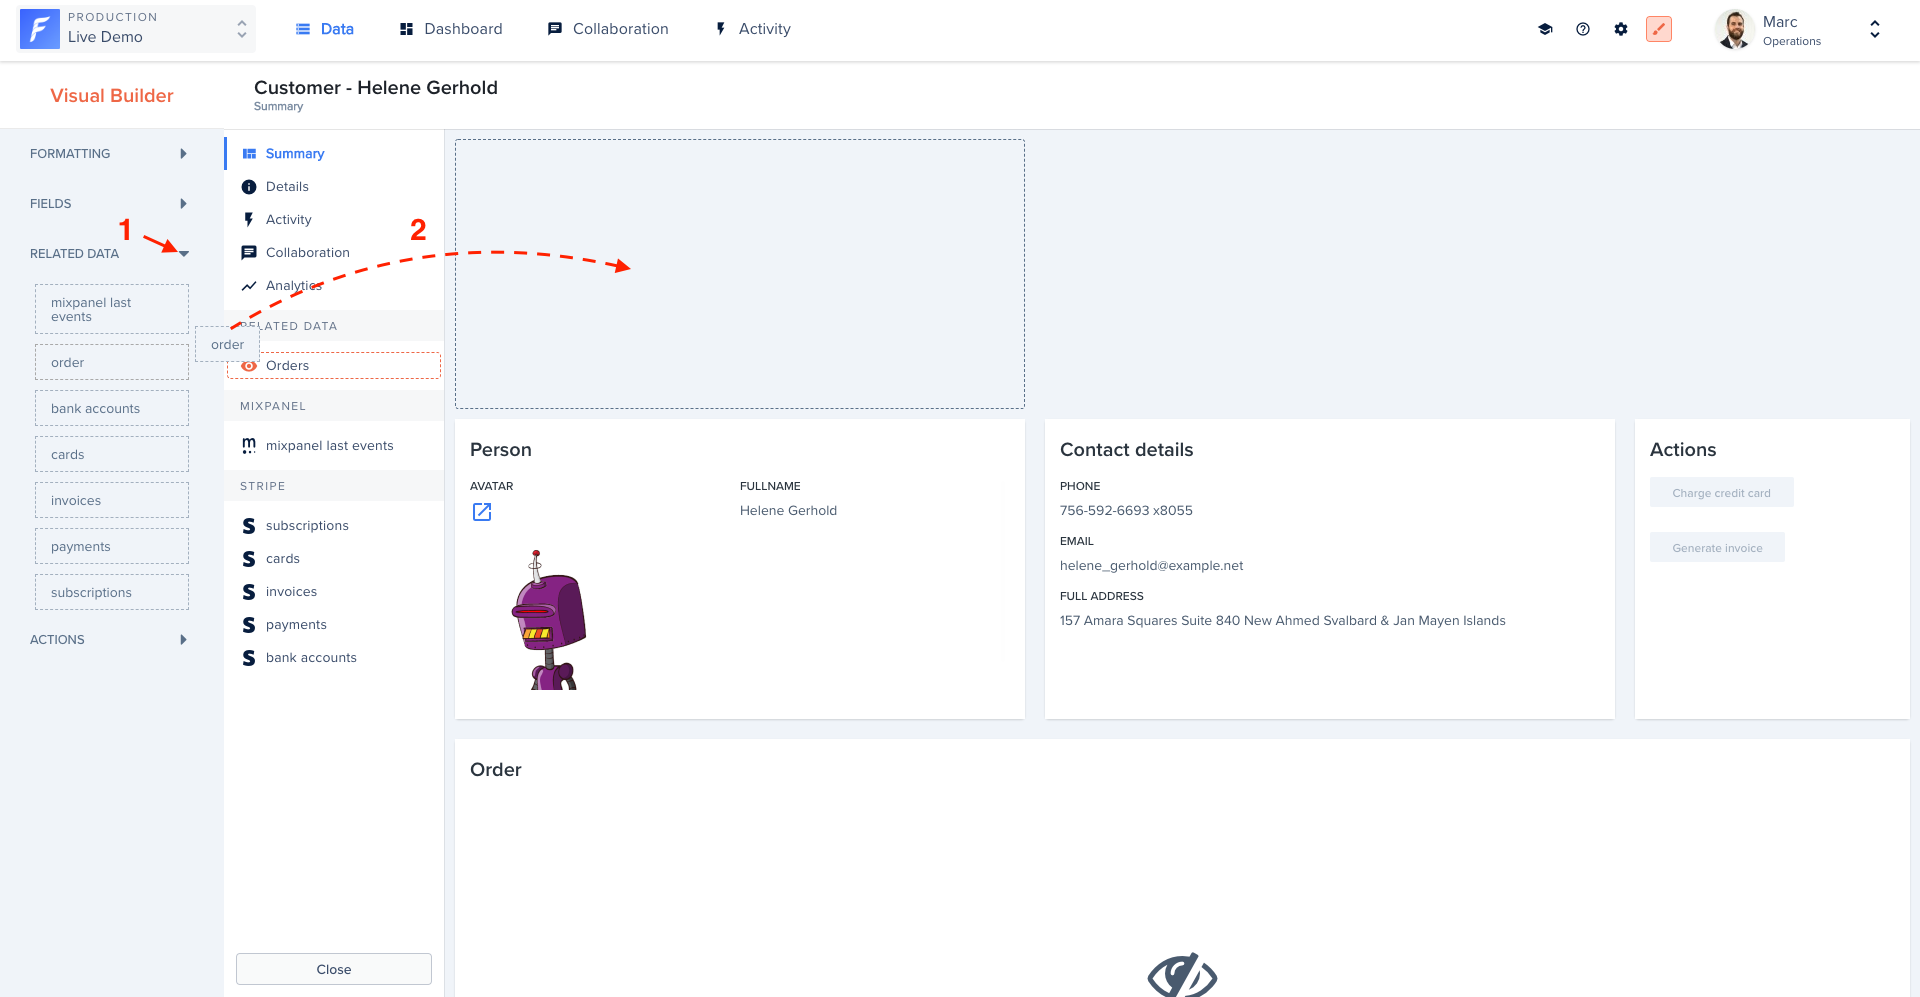 PRODUCTION
Live Demo
Data
Dashboard
Collaboration
Activity
Marc
Operations
Visual Builder
Customer - Helene Gerhold
Summary
FORMATTING
FIELDS
1
RELATED DATA
mixpanel last
events
order
bank accounts
cards
invoices
payments
subscriptions
ACTIONS
order
Summary
Details
Activity
2
Collaboration
Analytics
RELATED DATA
Orders
MIXPANEL
m
mixpanel last events
STRIPE
S subscriptions
S cards
S invoices
S payments
S bank accounts
Close
Person
AVATAR
FULLNAME
Helene Gerhold
Contact details
PHONE
756-592-6693 x8055
EMAIL
helene_gerhold@example.net
FULL ADDRESS
157 Amara Squares Suite 840 New Ahmed Svalbard & Jan Mayen Islands
Actions
Charge credit card
Generate invoice
Order